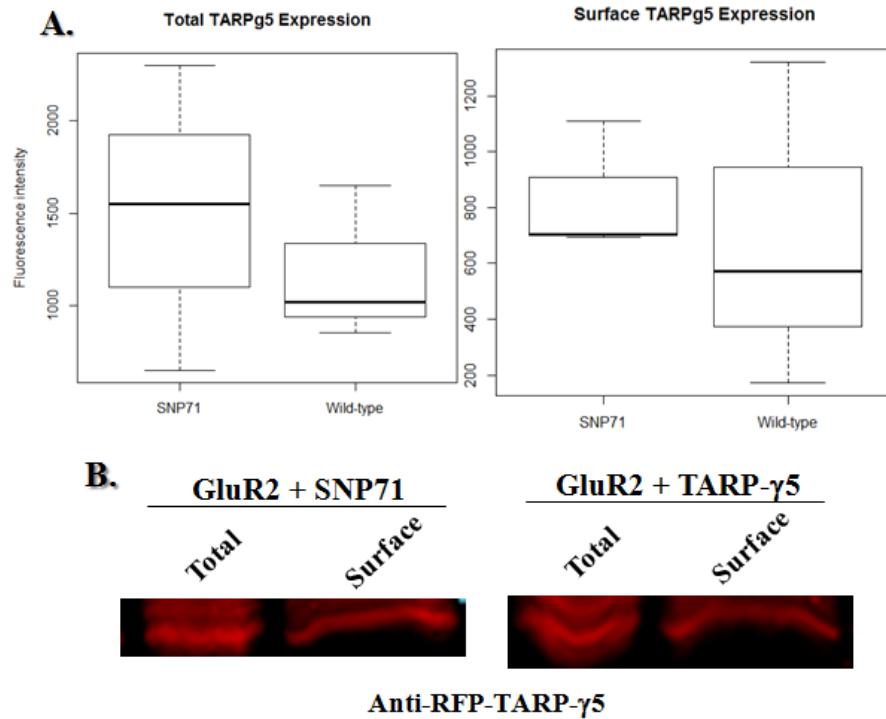 A.
Total TARPg5 Expression
Fluorescence intensity
2000
1500
1000
SNP71
Wild-type
Surface TARPg5 Expression
1200
1000
800
600
400
200
SNP71
Wild-type
B.
GluR2 + SNP71
Total
Surface
GluR2 + TARP-γ5
Total
Surface
Anti-RFP-TARP-γ5